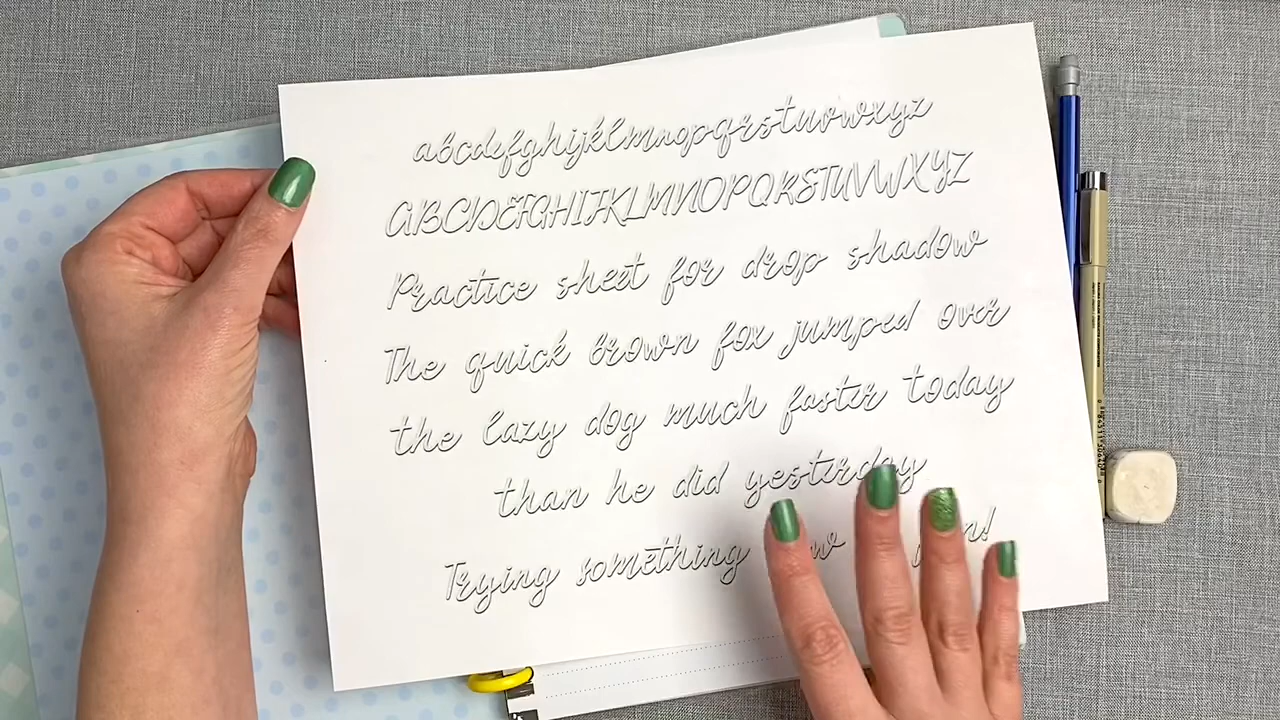 abcdefghijklmnopqrstuvwxyz
ABCDEFGHIJKLMNOPQRSTUVWXYZ
Practice sheet for drop shadow
The quick brown fox jumped over
the lazy dog much faster today
than he did yesterday
Trying something